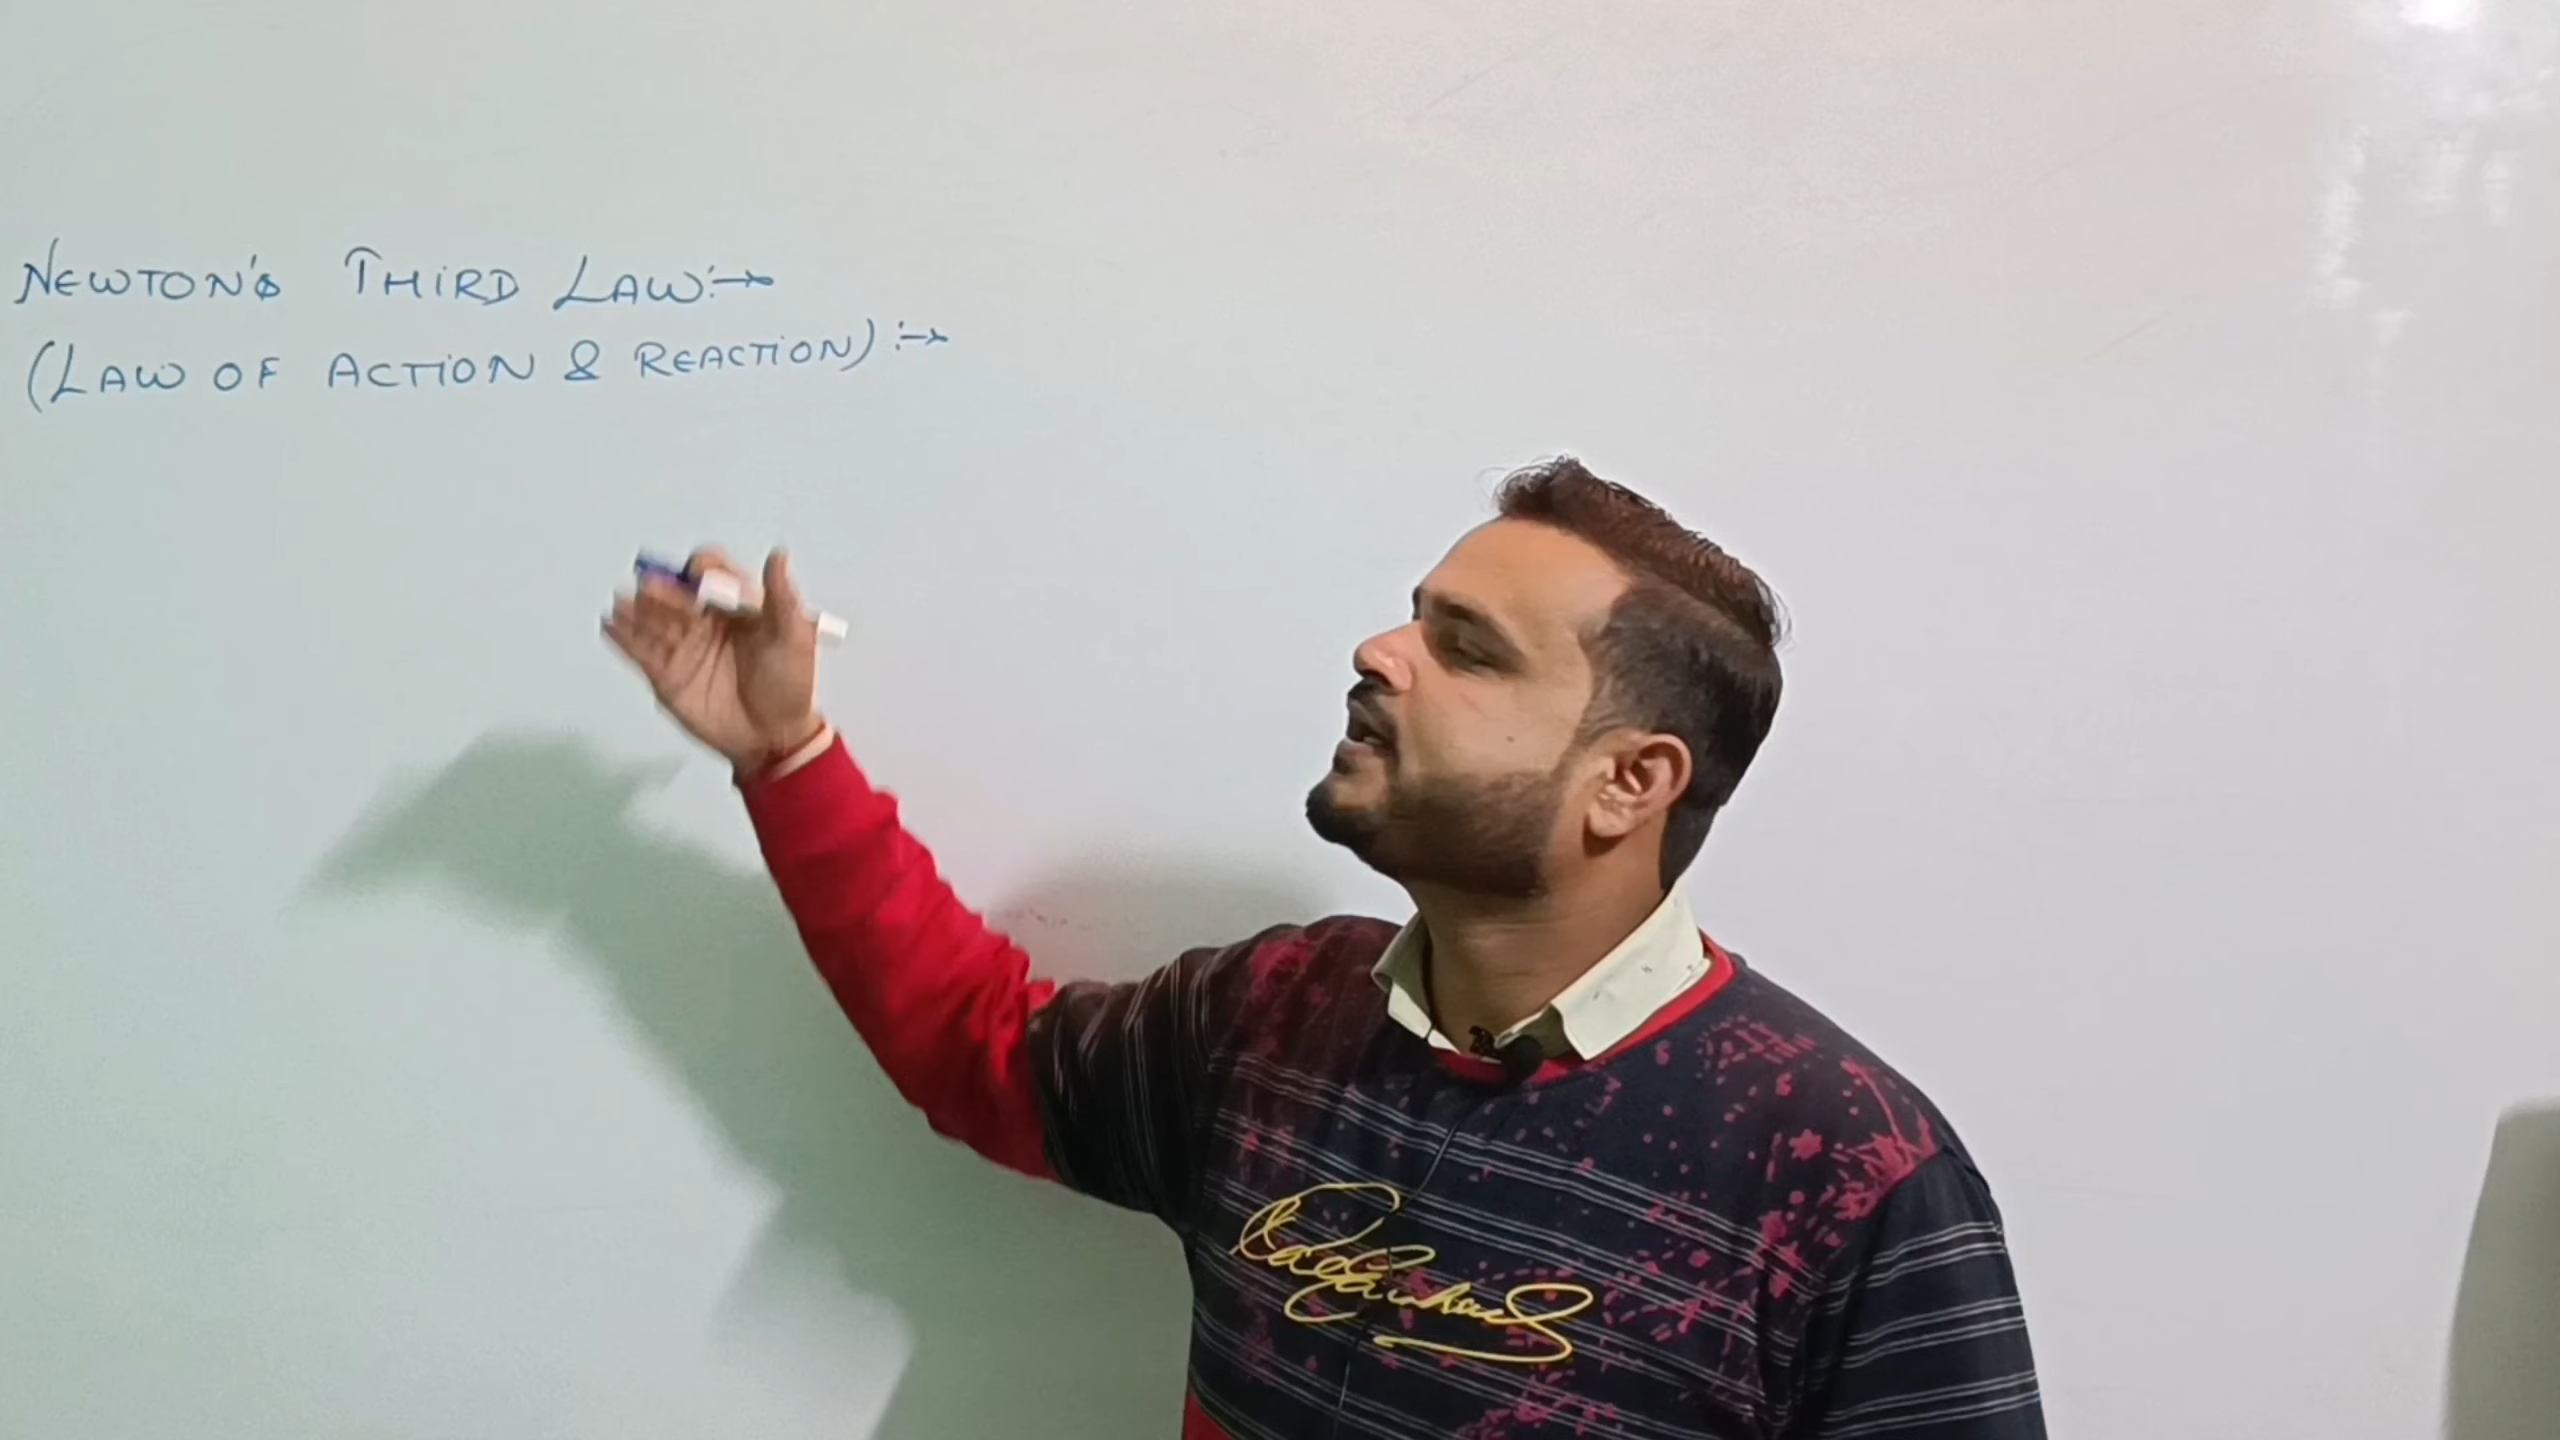 NEWTON'S THIRD LAW:→
(LAW OF ACTION & REACTION):→